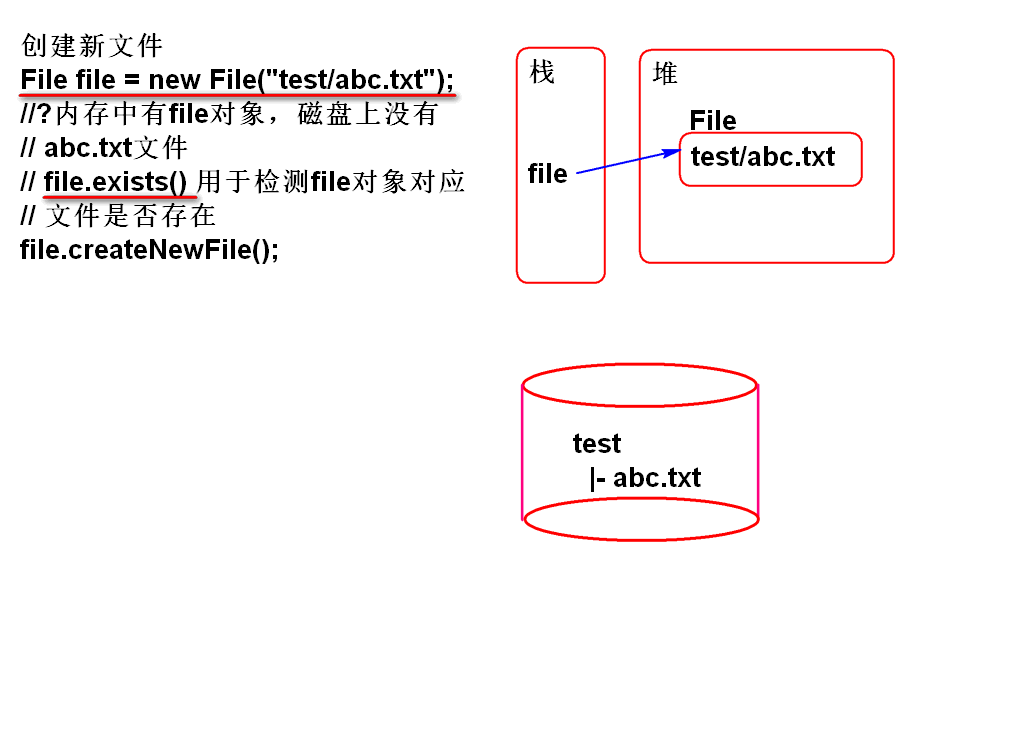 创建新文件
File file = new File("test/abc.txt");
//?内存中有file对象，磁盘上没有
// abc.txt文件
// file.exists() 用于检测file对象对应
// 文件是否存在
file.createNewFile();
栈
file
堆
File
test/abc.txt
test
|- abc.txt